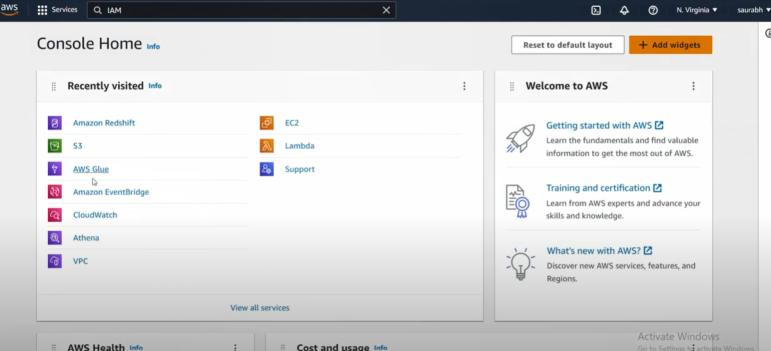 aws
Services
IAM
N. Virginia
saurabh
Console Home
Info
Reset to default layout
+ Add widgets
Recently visited
Info
Amazon Redshift
S3
AWS Glue
Amazon EventBridge
CloudWatch
Athena
VPC
EC2
Lambda
Support
View all services
Welcome to AWS
Getting started with AWS
Learn the fundamentals and find valuable
information to get the most out of AWS.
Training and certification
Learn from AWS experts and advance your
skills and knowledge.
What's new with AWS?
Discover new AWS services, features, and
Regions.
AWS Health
Info
Cost and usage
Info
Activate Windows
Go to Settings to activate Windows.